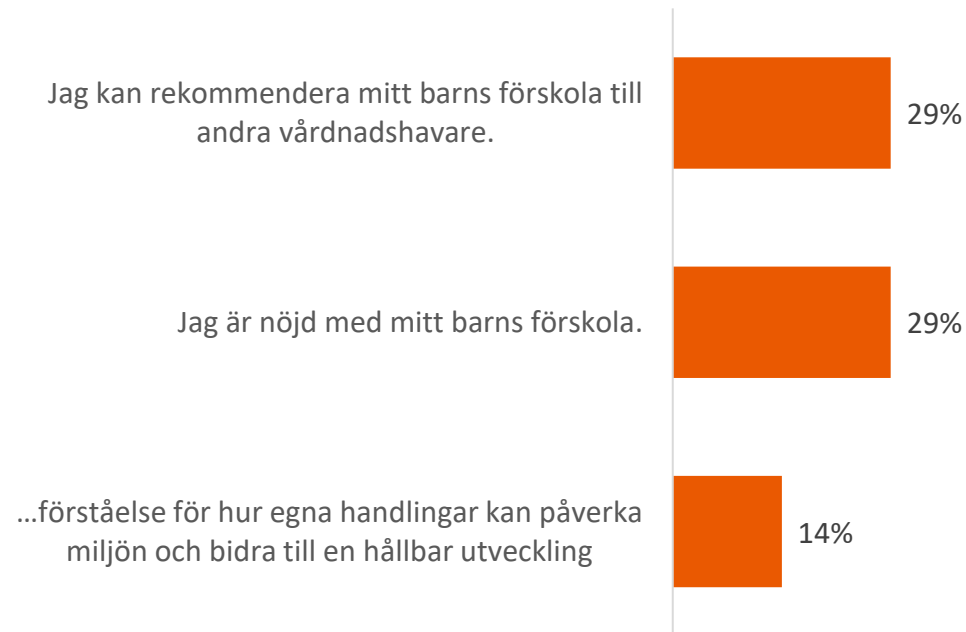 Jag kan rekommendera mitt barns förskola till
andra vårdnadshavare.
29%
Jag är nöjd med mitt barns förskola.
29%
...förståelse för hur egna handlingar kan påverka
miljön och bidra till en hållbar utveckling
14%